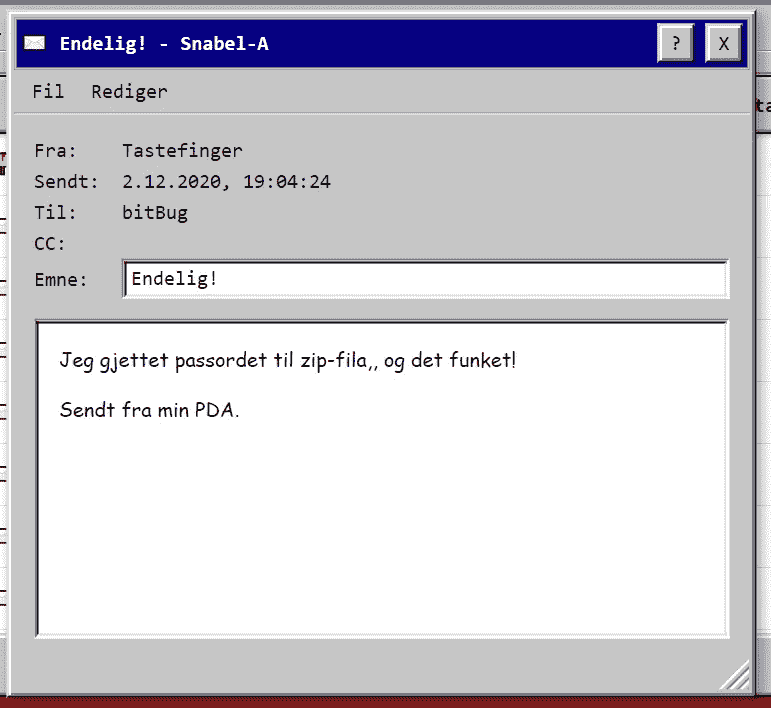 Endelig! - Snabel-A
? X
Fil Rediger
Fra: Tastefinger
Sendt: 2.12.2020, 19:04:24
Til: bitBug
CC:
Emne: Endelig!
Jeg gjettet passordet til zip-fila,, og det funket!
Sendt fra min PDA.